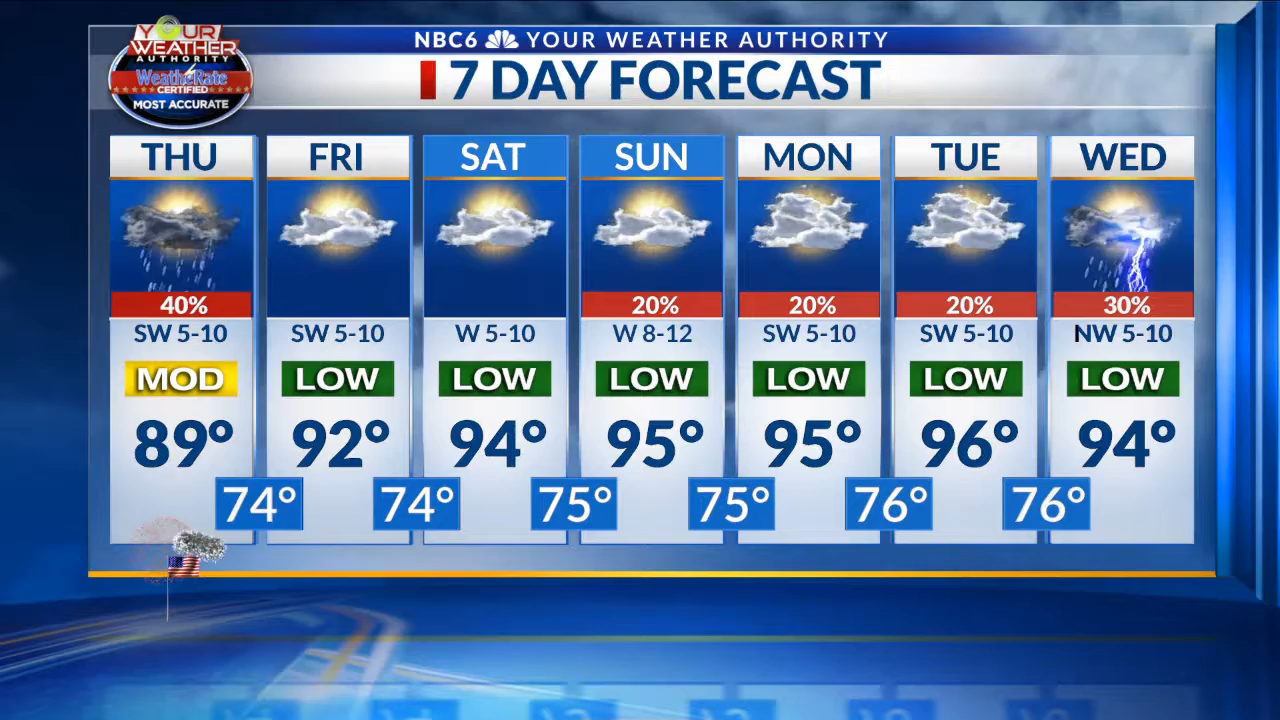 YOUR
WEATHER
AUTHORITY
WeatheRate
CERTIFIED
MOST ACCURATE
NBC6 YOUR WEATHER AUTHORITY
7 DAY FORECAST
THU FRI SAT SUN MON TUE WED
40% 20% 20% 20% 30%
SW 5-10 SW 5-10 W 5-10 W 8-12 SW 5-10 SW 5-10 NW 5-10
MOD LOW LOW LOW LOW LOW LOW
89° 92° 94° 95° 95° 96° 94°
74° 74° 75° 75° 76° 76°